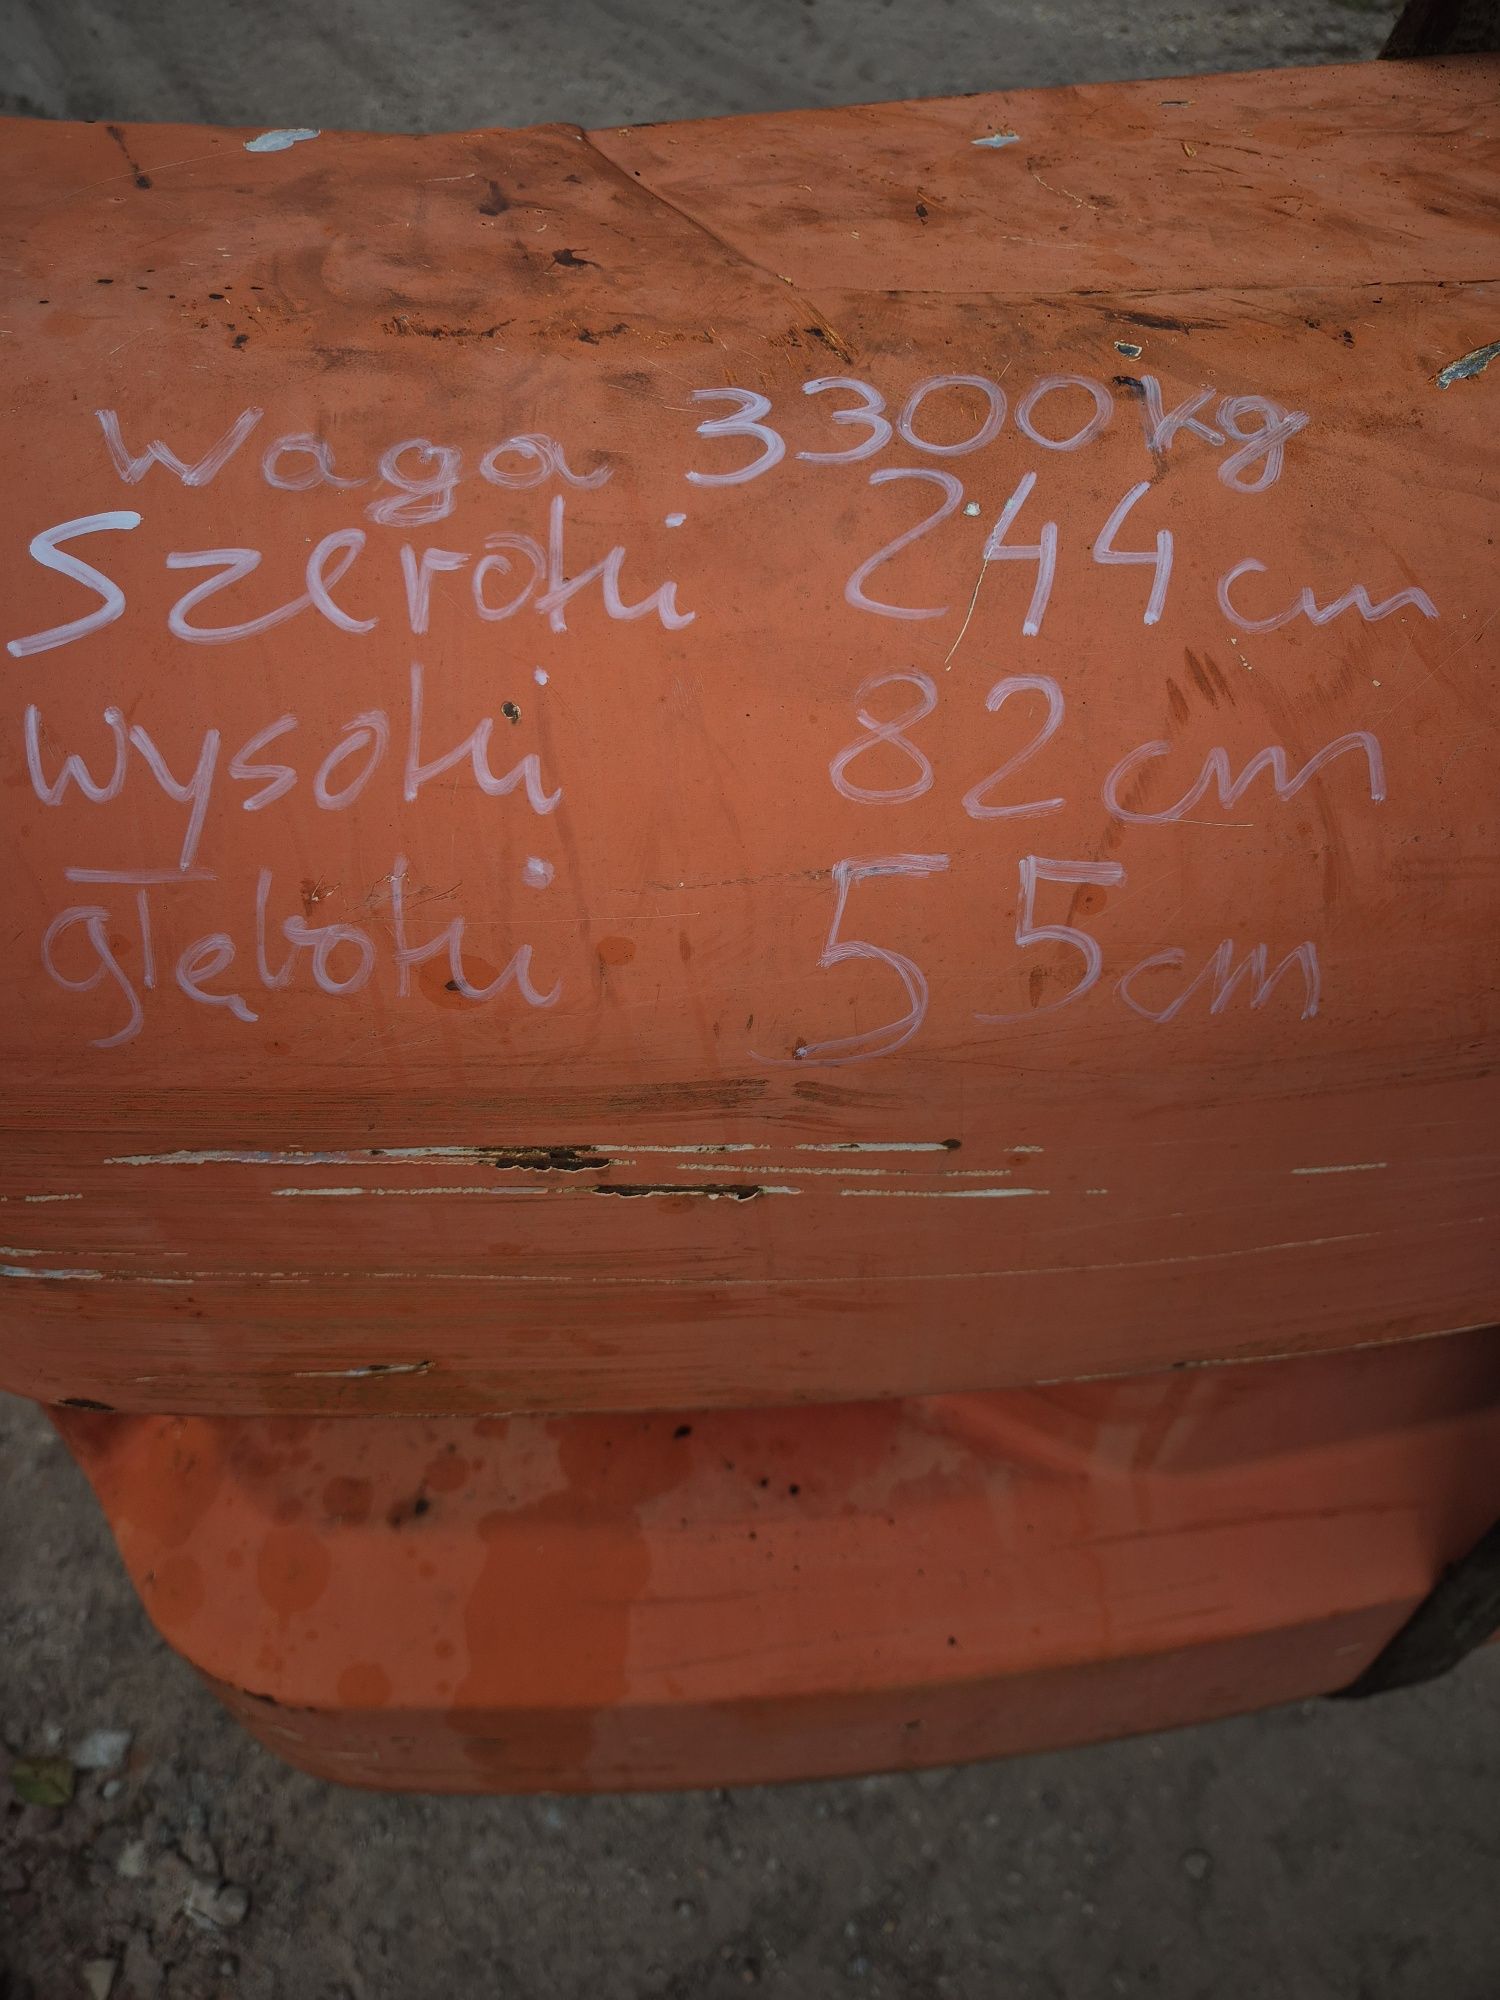 Waga 3300kg
Szeroki 244cm
wysoki 82cm
głęboki 55cm